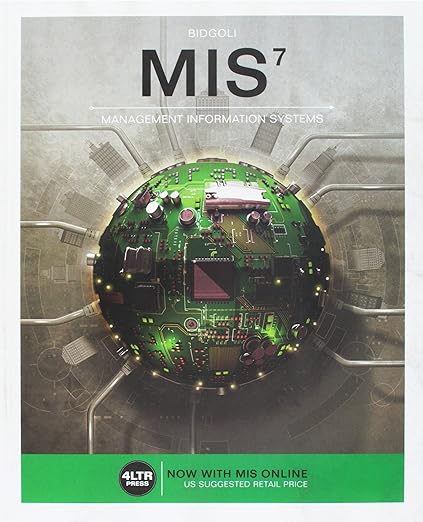 BIDGOLI
MIS7
MANAGEMENT INFORMATION SYSTEMS
4LTR
PRESS
NOW WITH MIS ONLINE
US SUGGESTED RETAIL PRICE